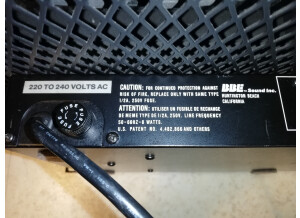 220 TO 240 VOLTS AC
FUSE
CAUTION: FOR CONTINUED PROTECTION AGAINST
RISK OF FIRE, REPLACE ONLY WITH SAME TYPE
1/2A, 250V FUSE.
ATTENTION: UTILISER UN FUSIBLE DE RECHANGE
DE MEME TYPE DE 1/2A, 250V. LINE FREQUENCY
50-60HZ-8 WATTS.
U.S. PATENT NOS. 4,482,866 AND OTHERS
BBE Sound Inc.
HUNTINGTON BEACH
CALIFORNIA